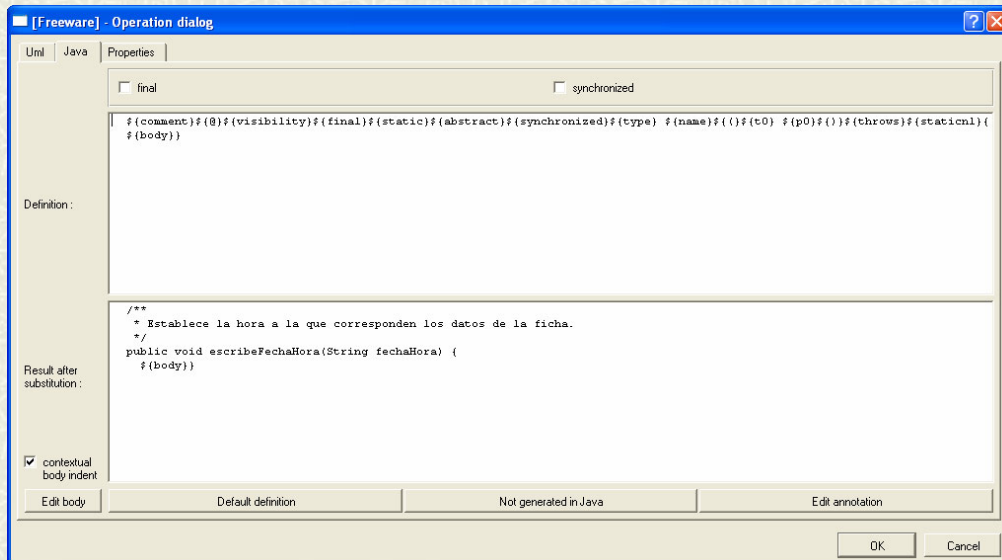 [Freeware] - Operation dialog
Uml Java Properties
final synchronized
Definition :
${comment}${@}${visibility}${final}${static}${abstract}${synchronized}${type} ${name}${(}${t0} ${p0}${)}${throws}${staticnl}{
${body}}
Result after
substitution :
/**
* Establece la hora a la que corresponden los datos de la ficha.
*/
public void escribeFechaHora(String fechaHora) {
${body}}
contextual
body indent
Edit body Default definition Not generated in Java Edit annotation
OK Cancel